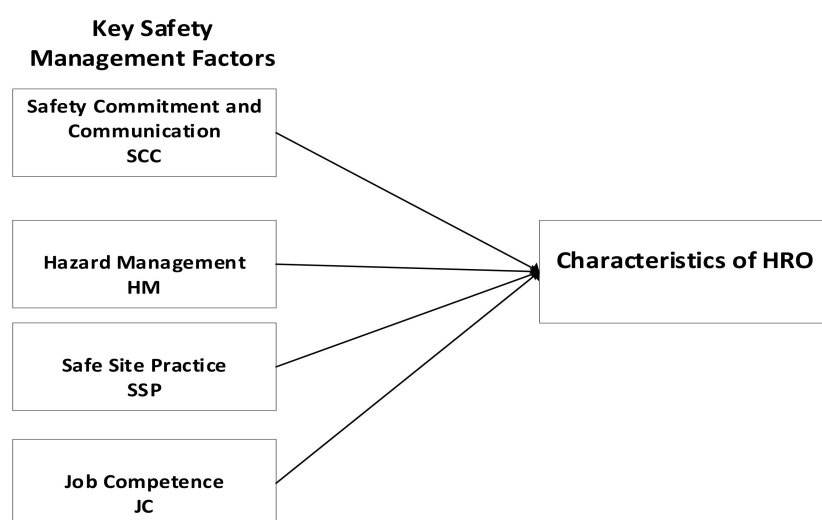 Key Safety
Management Factors
Safety Commitment and
Communication
SCC
Hazard Management
HM
Safe Site Practice
SSP
Job Competence
JC
Characteristics of HRO